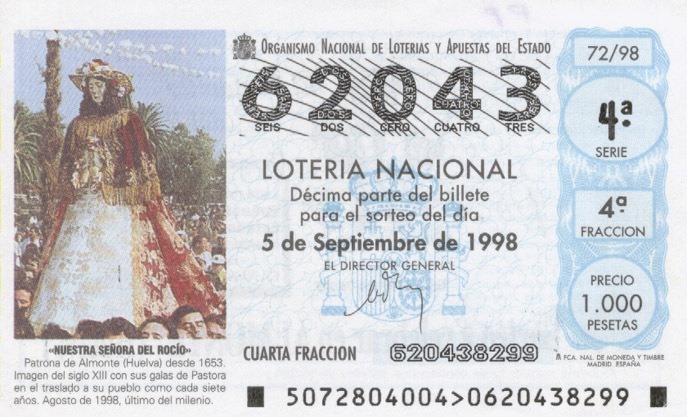 ORGANISMO NACIONAL DE LOTERIAS Y APUESTAS DEL ESTADO
62043
SEIS DOS CERO CUATRO TRES
LOTERIA NACIONAL
Décima parte del billete
para el sorteo del día
5 de Septiembre de 1998
EL DIRECTOR GENERAL
CUARTA FRACCION 620438299
72/98
4.ª
SERIE
4ª
FRACCION
PRECIO
1.000
PESETAS
FCA. NAL. DE MONEDA Y TIMBRE
MADRID. ESPAÑA
«NUESTRA SEÑORA DEL ROCÍO»
Patrona de Almonte (Huelva) desde 1653.
Imagen del siglo XIII con sus galas de Pastora
en el traslado a su pueblo como cada siete
años. Agosto de 1998, último del milenio.
5072804004>0620438299